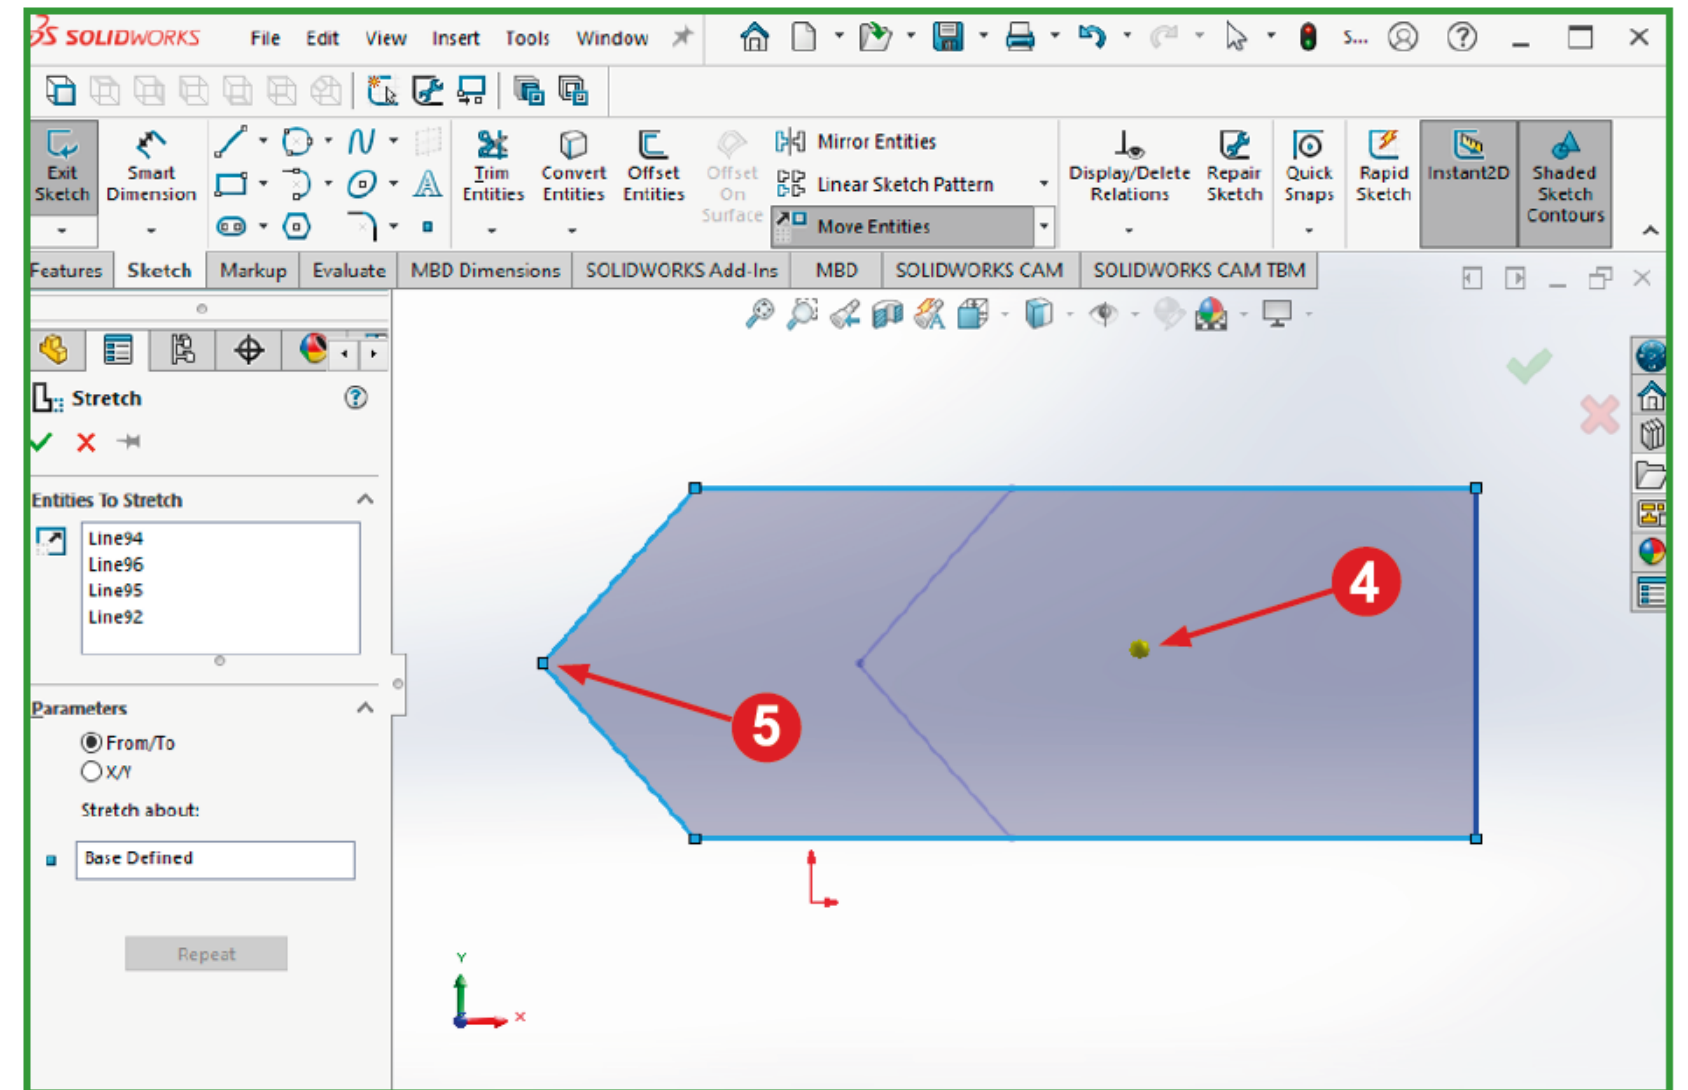 SOLIDWORKS File Edit View Insert Tools Window S...
Exit Sketch
Smart Dimension
Trim Entities
Convert Entities
Offset Entities
Offset On Surface
Mirror Entities
Linear Sketch Pattern
Move Entities
Display/Delete Relations
Repair Sketch
Quick Snaps
Rapid Sketch
Instant2D
Shaded Sketch Contours
Features Sketch Markup Evaluate MBD Dimensions SOLIDWORKS Add-Ins MBD SOLIDWORKS CAM SOLIDWORKS CAM TBM
Stretch
Entities To Stretch
Line94
Line96
Line95
Line92
Parameters
From/To
X/Y
Stretch about:
Base Defined
Repeat
4
5
Y
X